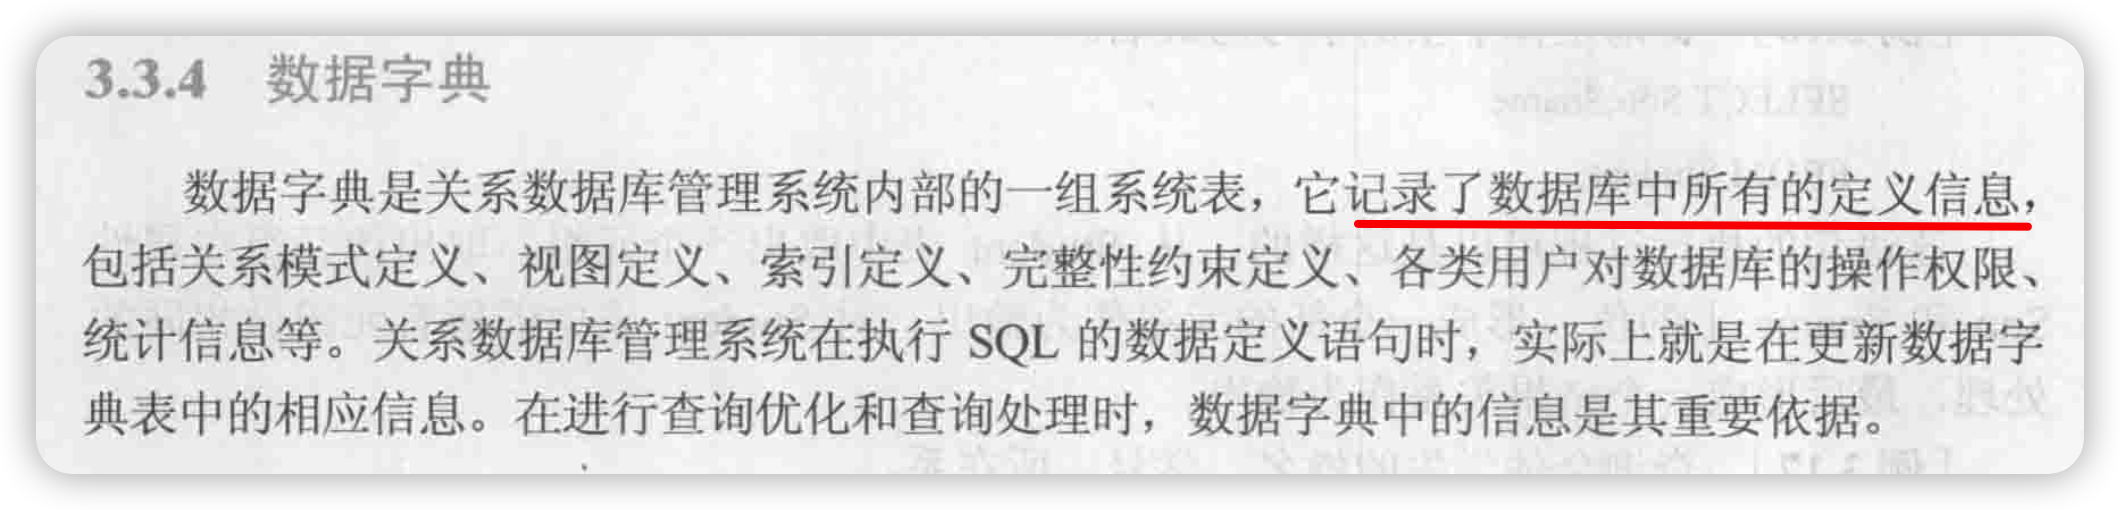 3.3.4 数据字典
数据字典是关系数据库管理系统内部的一组系统表，它记录了数据库中所有的定义信息，
包括关系模式定义、视图定义、索引定义、完整性约束定义、各类用户对数据库的操作权限、
统计信息等。关系数据库管理系统在执行 SQL 的数据定义语句时，实际上就是在更新数据字
典表中的相应信息。在进行查询优化和查询处理时，数据字典中的信息是其重要依据。